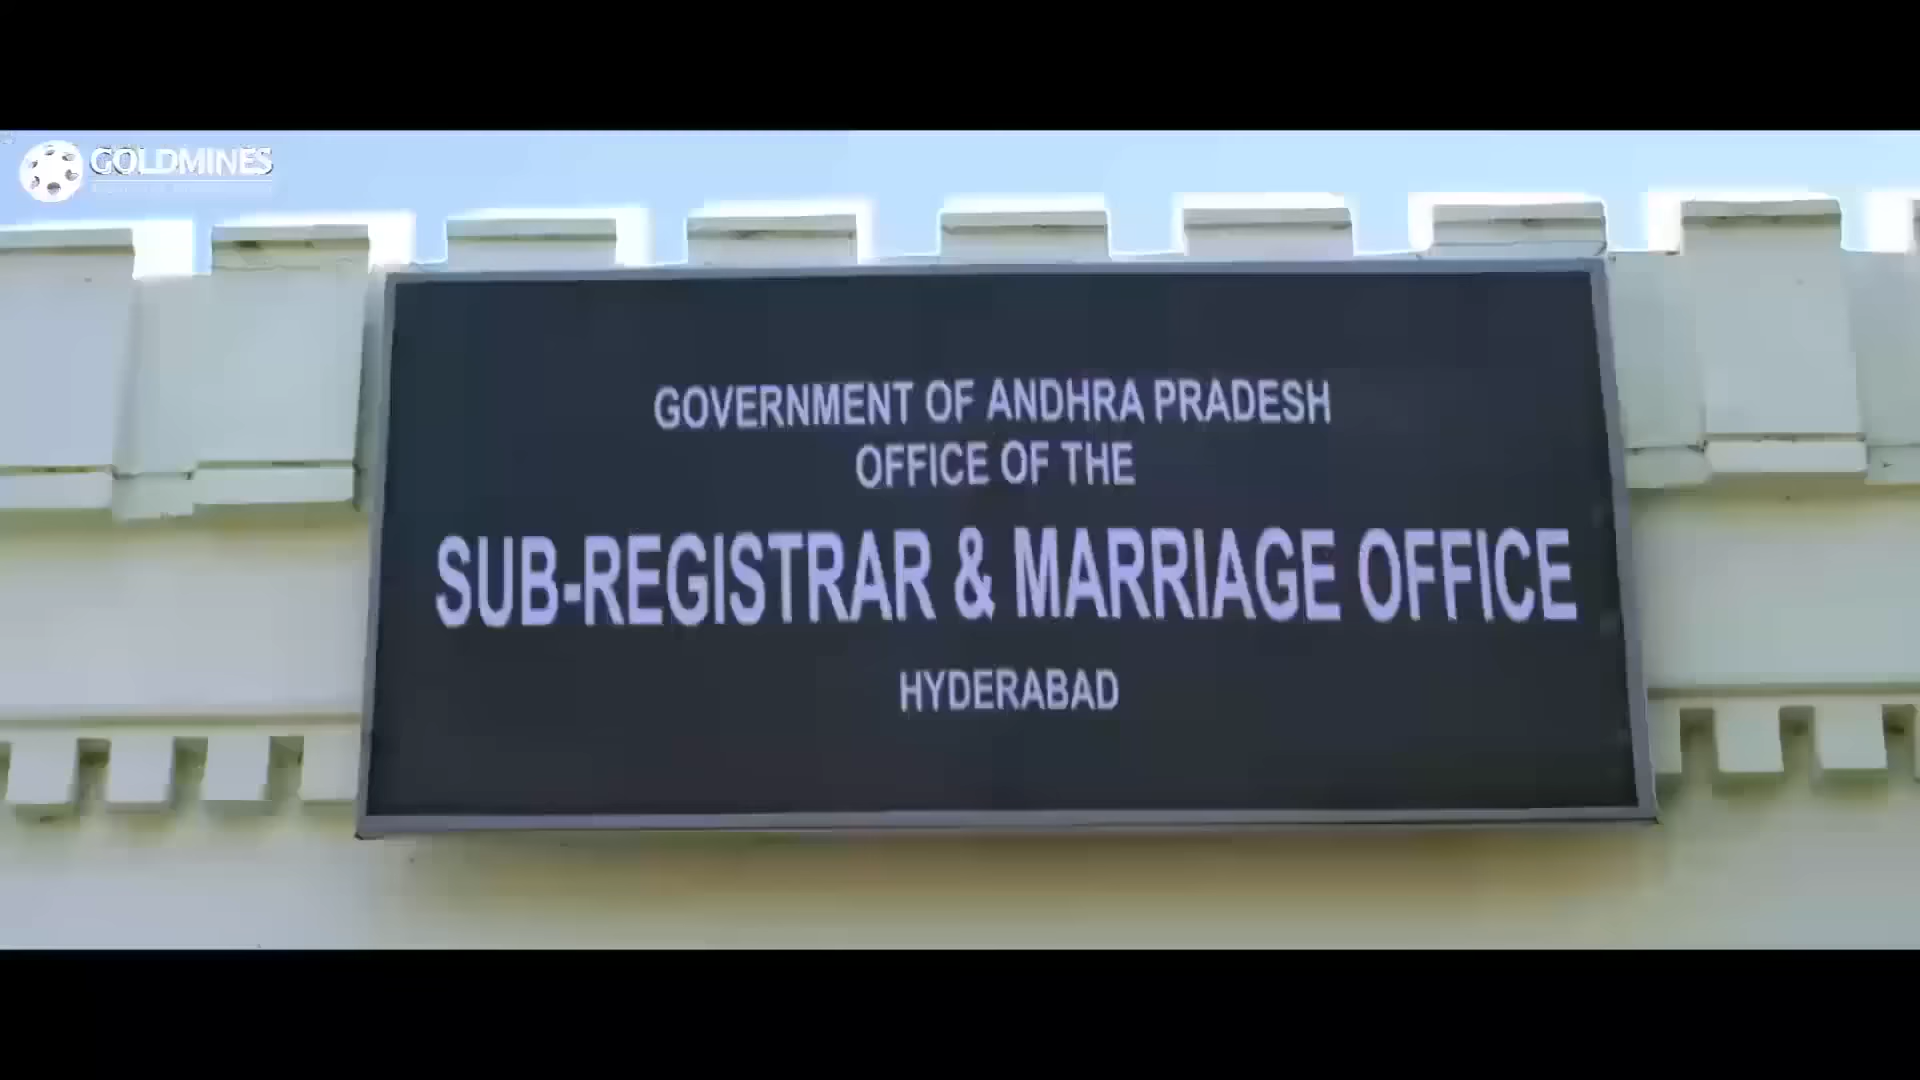 GOLDMINES
GOVERNMENT OF ANDHRA PRADESH
OFFICE OF THE
SUB-REGISTRAR & MARRIAGE OFFICE
HYDERABAD